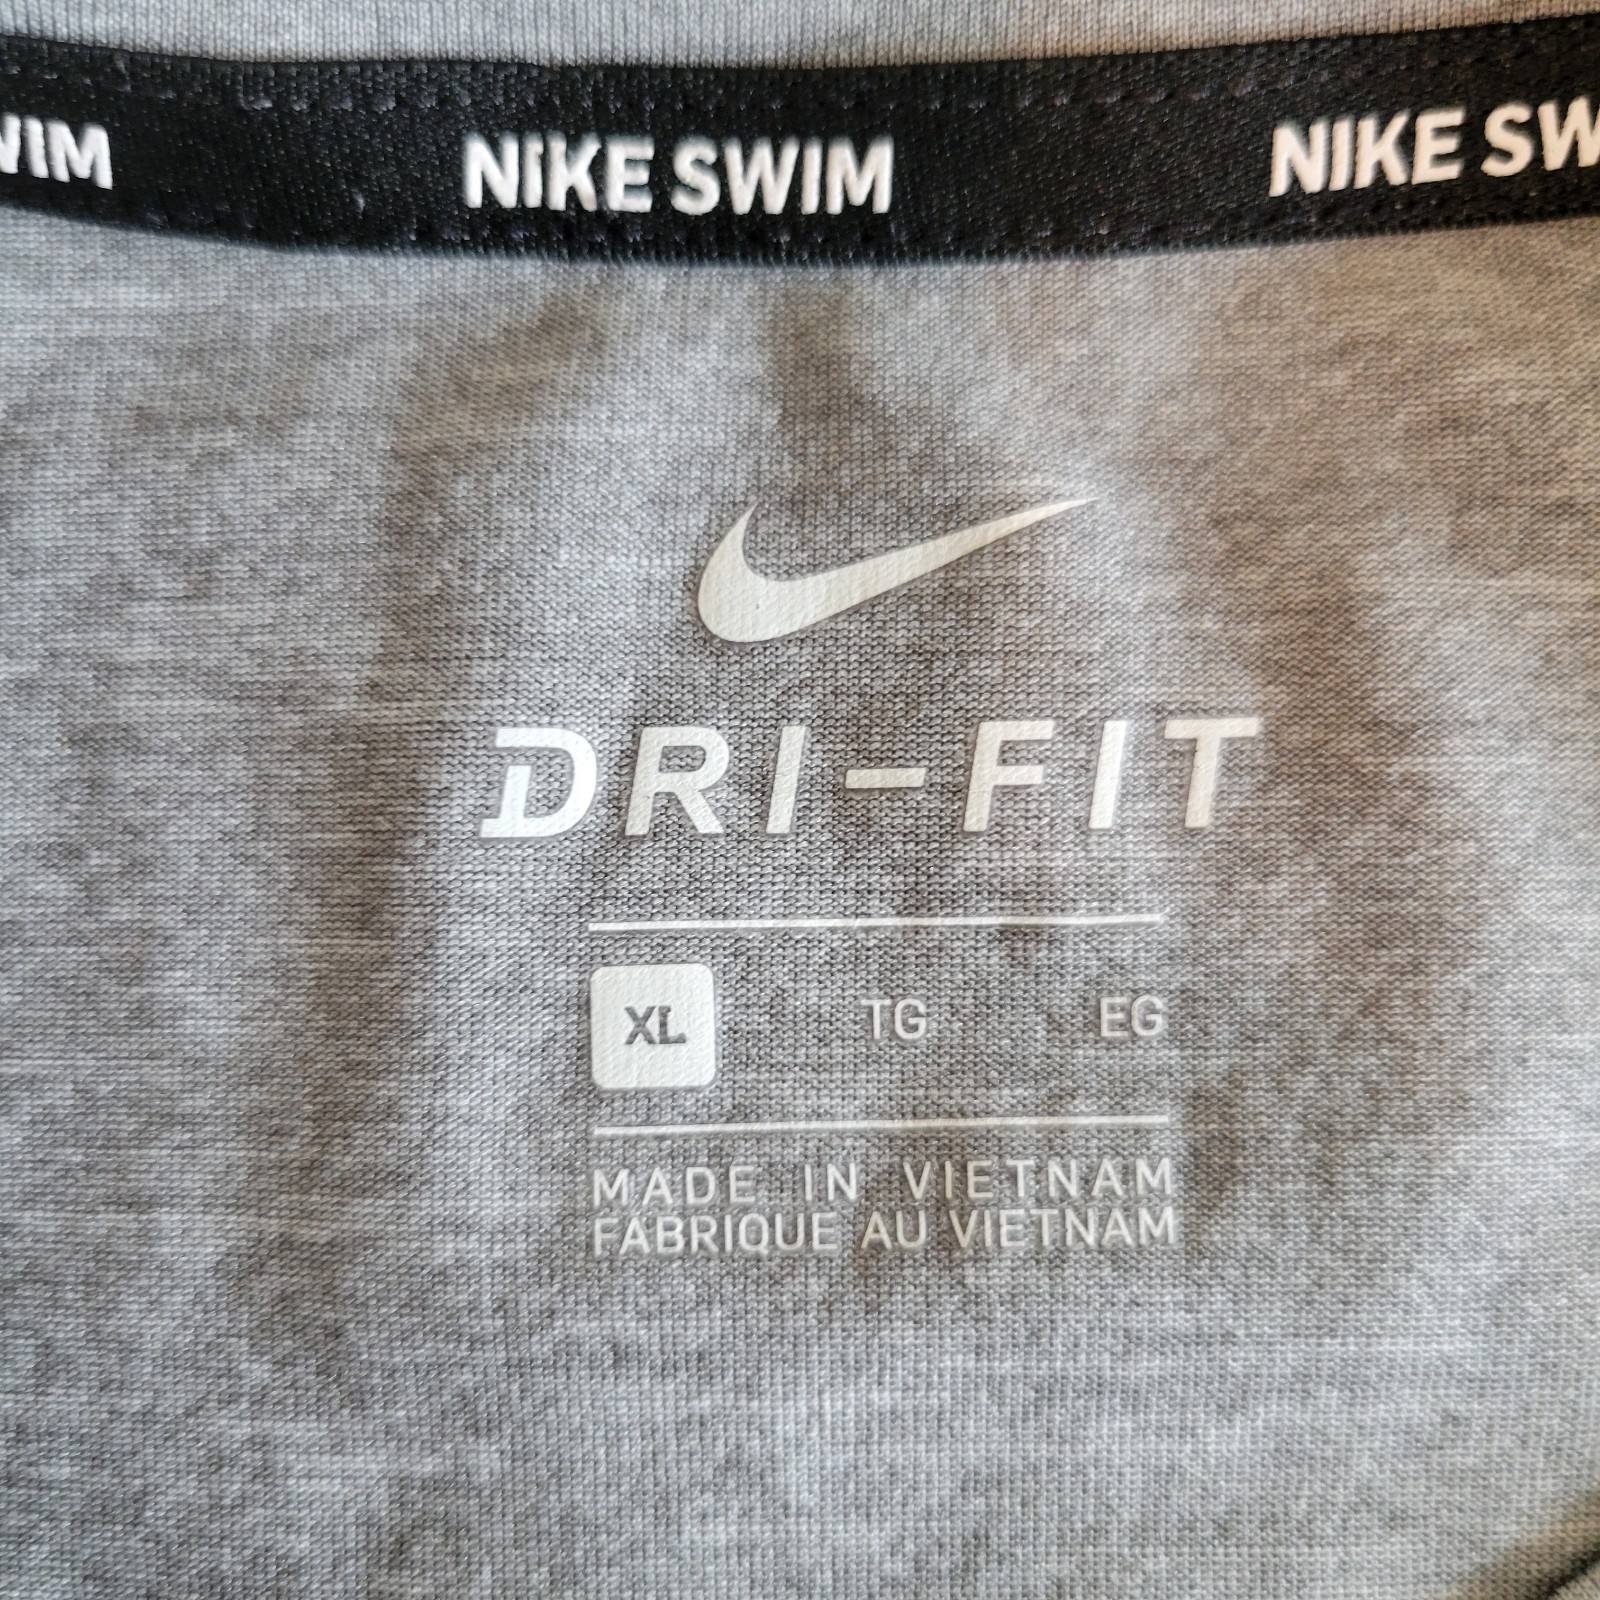 WIM NIKE SWIM NIKE SW
DRI-FIT
XL TG EG
MADE IN VIETNAM
FABRIQUE AU VIETNAM